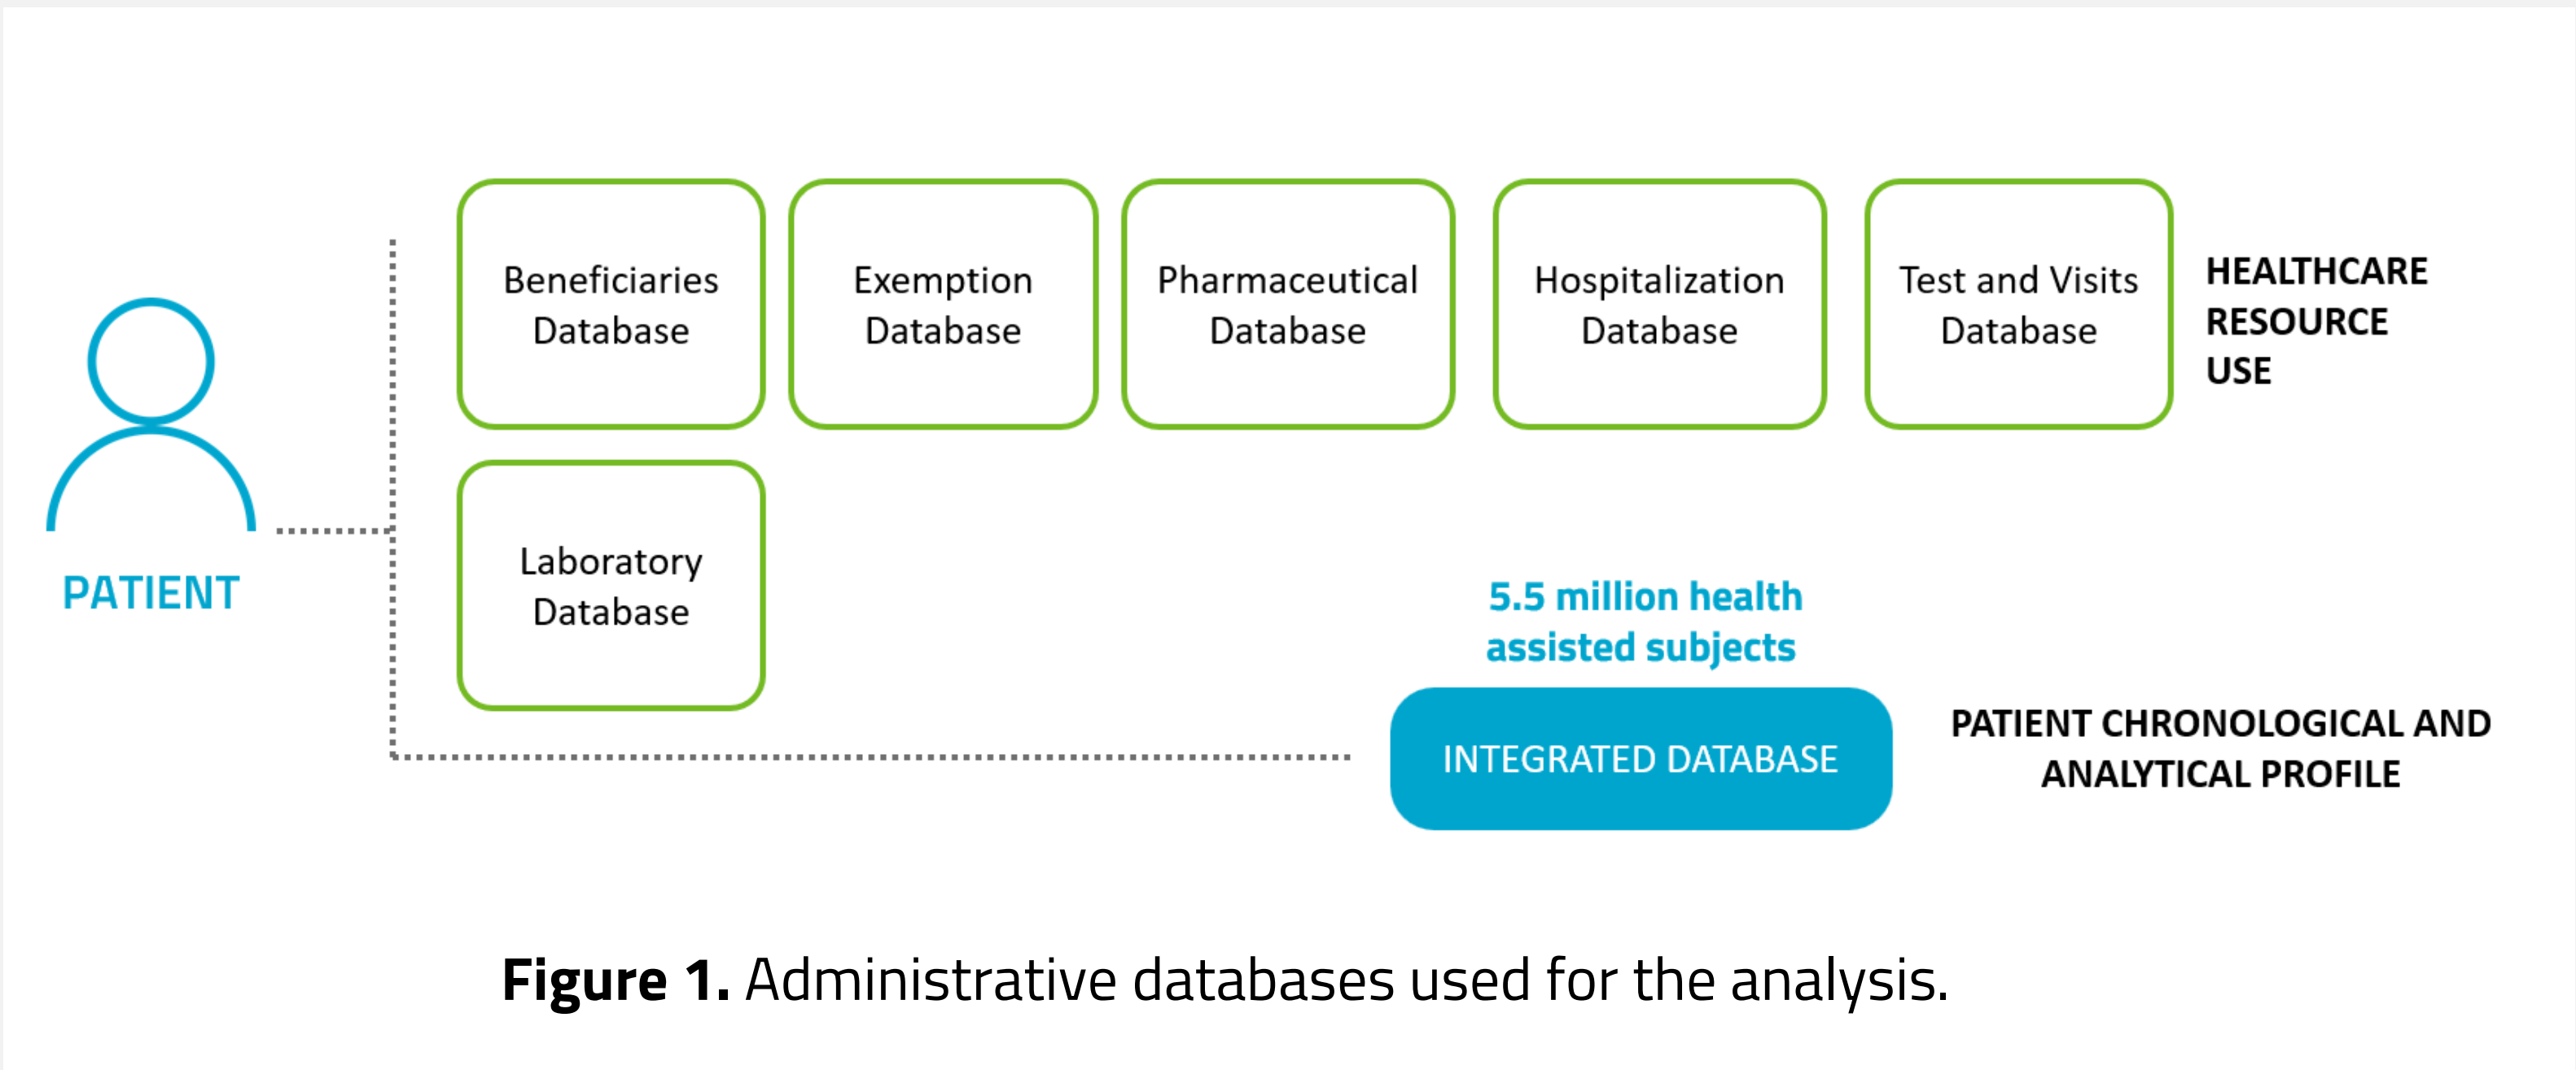 Beneficiaries
Database
Exemption
Database
Pharmaceutical
Database
Hospitalization
Database
Test and Visits
Database
HEALTHCARE
RESOURCE
USE
PATIENT
Laboratory
Database
5.5 million health
assisted subjects
INTEGRATED DATABASE
PATIENT CHRONOLOGICAL AND
ANALYTICAL PROFILE
Figure 1. Administrative databases used for the analysis.